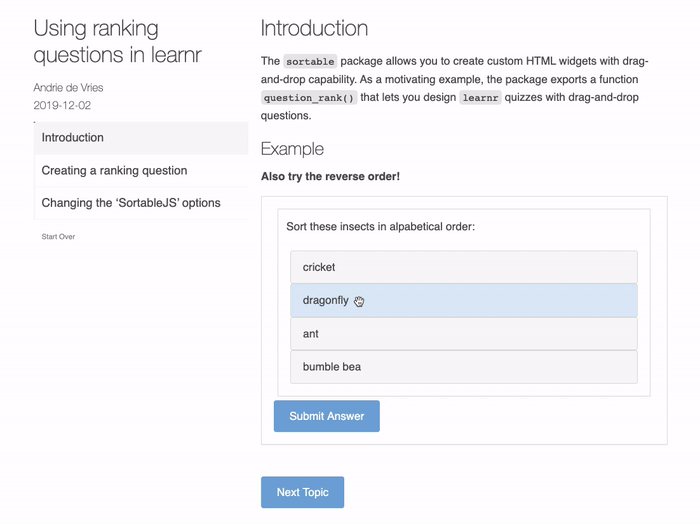 Using ranking
questions in learnr
Andrie de Vries
2019-12-02
Introduction
Creating a ranking question
Changing the ‘SortableJS’ options
Start Over
Introduction
The sortable package allows you to create custom HTML widgets with drag-
and-drop capability. As a motivating example, the package exports a function
question_rank() that lets you design learnr quizzes with drag-and-drop
questions.
Example
Also try the reverse order!
Sort these insects in alpabetical order:
cricket
dragonfly
ant
bumble bea
Submit Answer
Next Topic